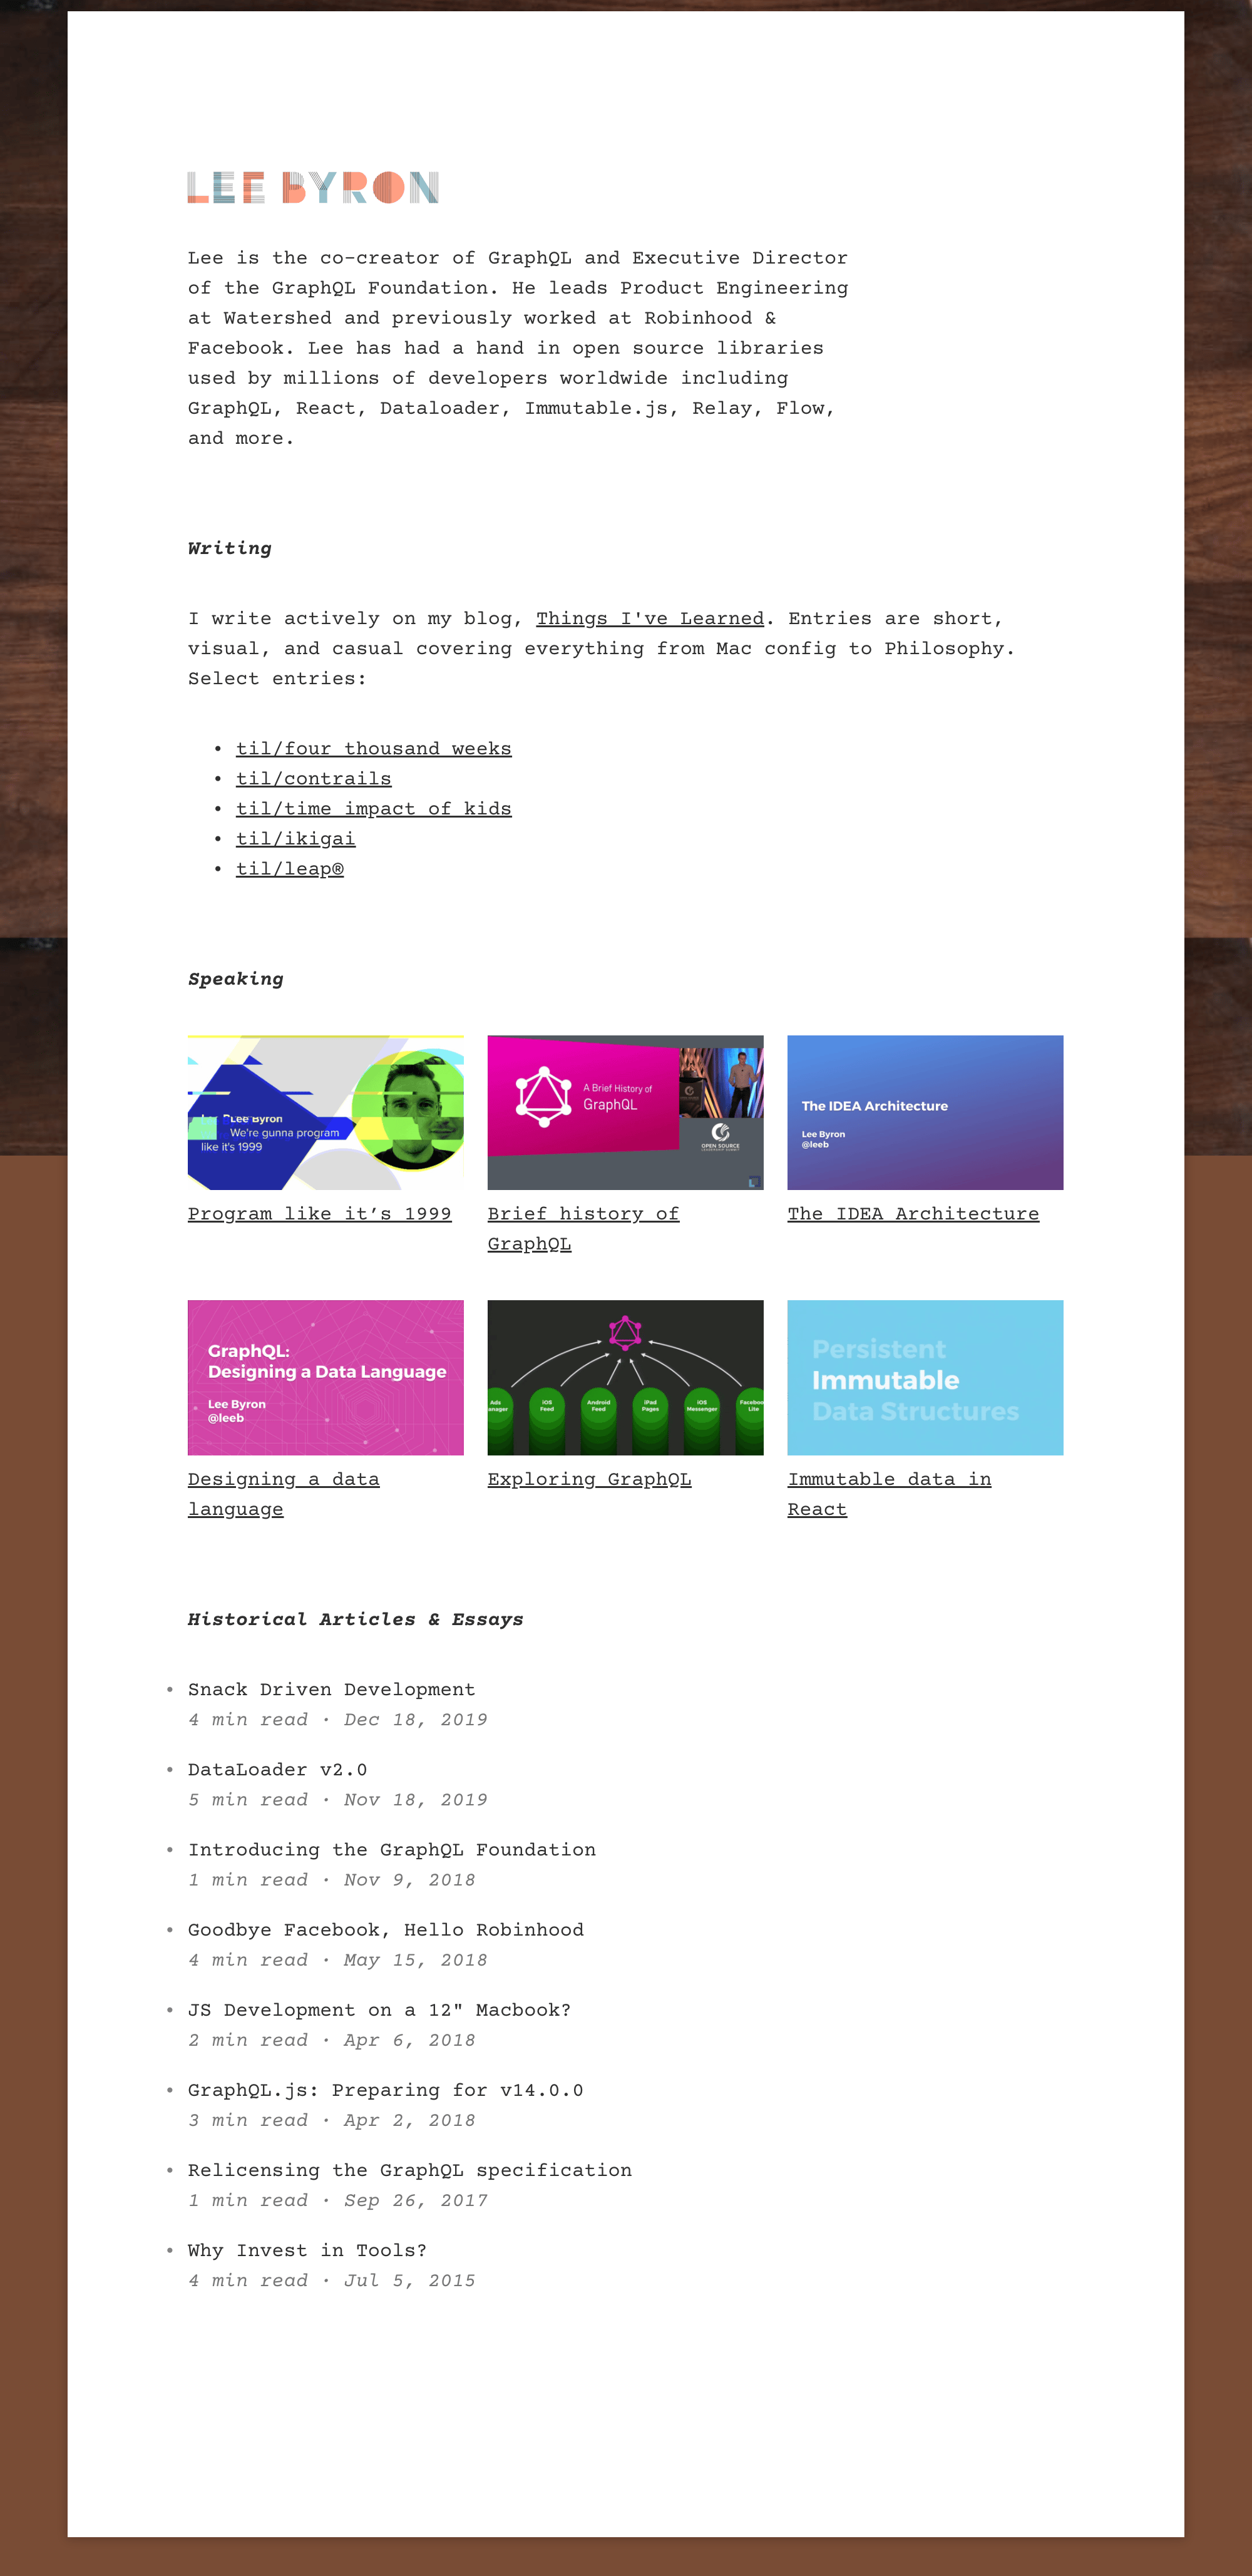 LEE BYRON
Lee is the co-creator of GraphQL and Executive Director
of the GraphQL Foundation. He leads Product Engineering
at Watershed and previously worked at Robinhood &
Facebook. Lee has had a hand in open source libraries
used by millions of developers worldwide including
GraphQL, React, Dataloader, Immutable.js, Relay, Flow,
and more.
Writing
I write actively on my blog, Things I've Learned. Entries are short,
visual, and casual covering everything from Mac config to Philosophy.
Select entries:
• til/four thousand weeks
• til/contrails
• til/time impact of kids
• til/ikigai
• til/leap®
Speaking
Lee Byron
We're gunna program
like it's 1999
Program like it’s 1999
A Brief History of
GraphQL
OPEN SOURCE
LEADERSHIP SUMMIT
Brief history of
GraphQL
The IDEA Architecture
Lee Byron
@leeb
The IDEA Architecture
GraphQL:
Designing a Data Language
Lee Byron
@leeb
Designing a data
language
Ads
anager
iOS
Feed
Android
Feed
iPad
Pages
iOS
Messenger
Faceboo
Lite
Exploring GraphQL
Persistent
Immutable
Data Structures
Immutable data in
React
Historical Articles & Essays
• Snack Driven Development
4 min read · Dec 18, 2019
• DataLoader v2.0
5 min read · Nov 18, 2019
• Introducing the GraphQL Foundation
1 min read · Nov 9, 2018
• Goodbye Facebook, Hello Robinhood
4 min read · May 15, 2018
• JS Development on a 12" Macbook?
2 min read · Apr 6, 2018
• GraphQL.js: Preparing for v14.0.0
3 min read · Apr 2, 2018
• Relicensing the GraphQL specification
1 min read · Sep 26, 2017
• Why Invest in Tools?
4 min read · Jul 5, 2015